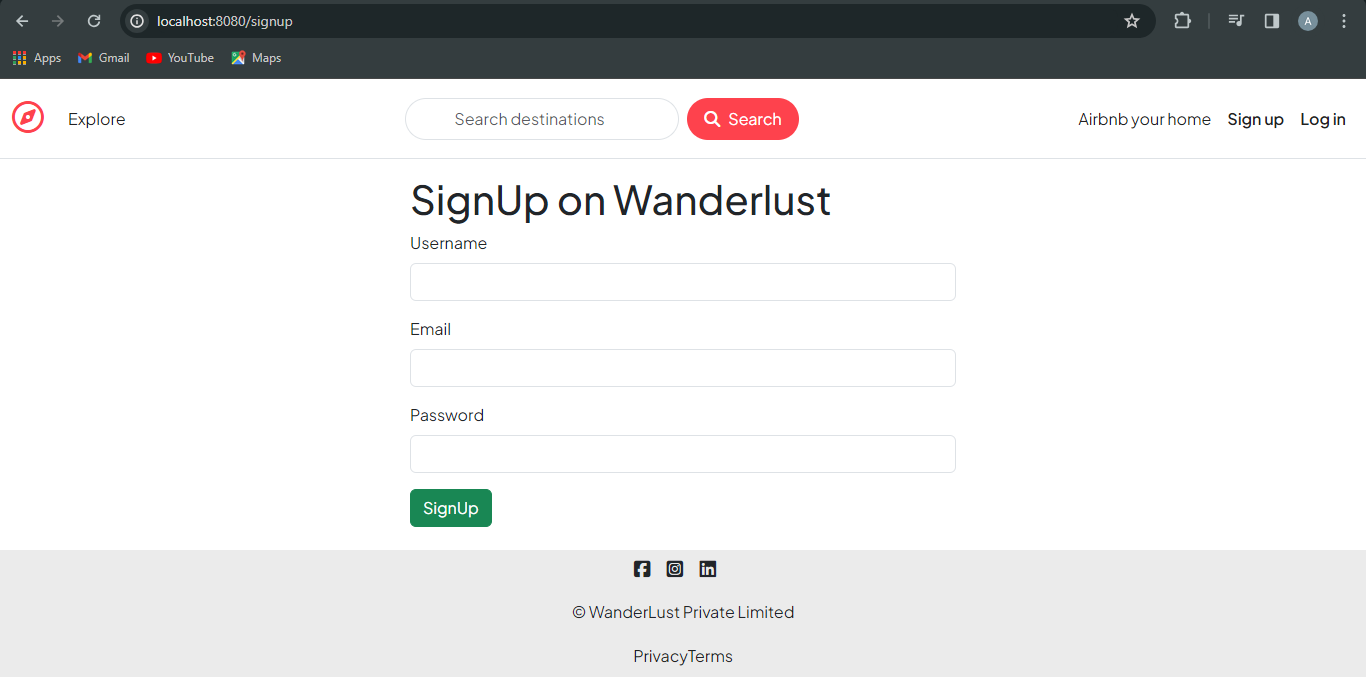 localhost:8080/signup
A
Apps Gmail YouTube Maps
Explore Search destinations Search Airbnb your home Sign up Log in
SignUp on Wanderlust
Username
Email
Password
SignUp
© WanderLust Private Limited
PrivacyTerms